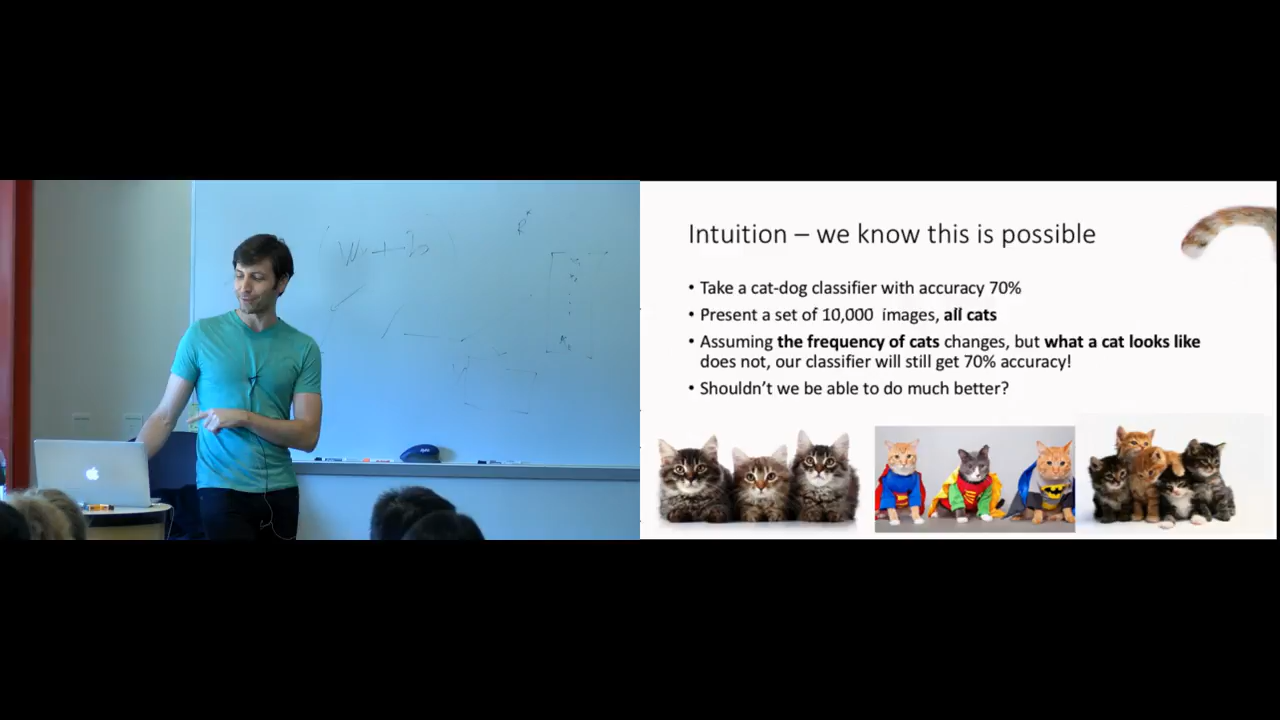 Intuition – we know this is possible
• Take a cat-dog classifier with accuracy 70%
• Present a set of 10,000 images, all cats
• Assuming the frequency of cats changes, but what a cat looks like
does not, our classifier will still get 70% accuracy!
• Shouldn't we be able to do much better?